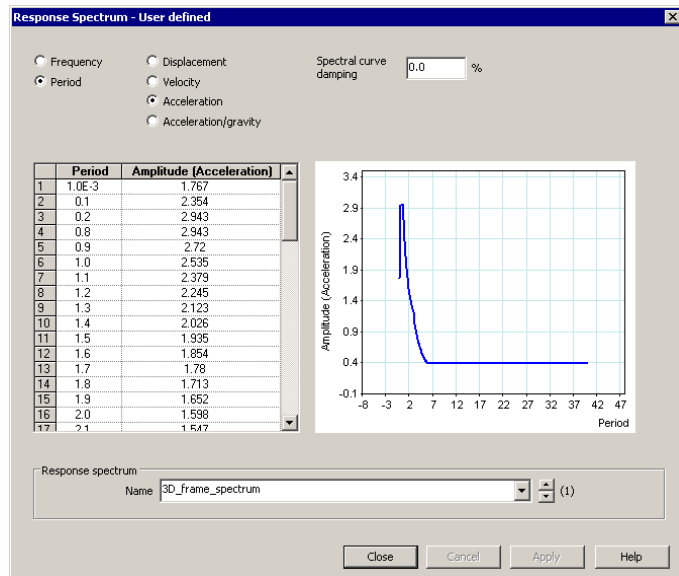 Response Spectrum - User defined
Frequency
Period
Displacement
Velocity
Acceleration
Acceleration/gravity
Spectral curve damping
0.0 %
Period Amplitude (Acceleration)
1 1.0E-3 1.767
2 0.1 2.354
3 0.2 2.943
4 0.8 2.943
5 0.9 2.72
6 1.0 2.535
7 1.1 2.379
8 1.2 2.245
9 1.3 2.123
10 1.4 2.026
11 1.5 1.935
12 1.6 1.854
13 1.7 1.78
14 1.8 1.713
15 1.9 1.652
16 2.0 1.598
17 2.1 1.547
Amplitude (Acceleration)
3.4
2.9
2.4
1.9
1.4
0.9
0.4
-0.1
-8 -3 2 7 12 17 22 27 32 37 42 47
Period
Response spectrum
Name 3D_frame_spectrum (1)
Close Cancel Apply Help